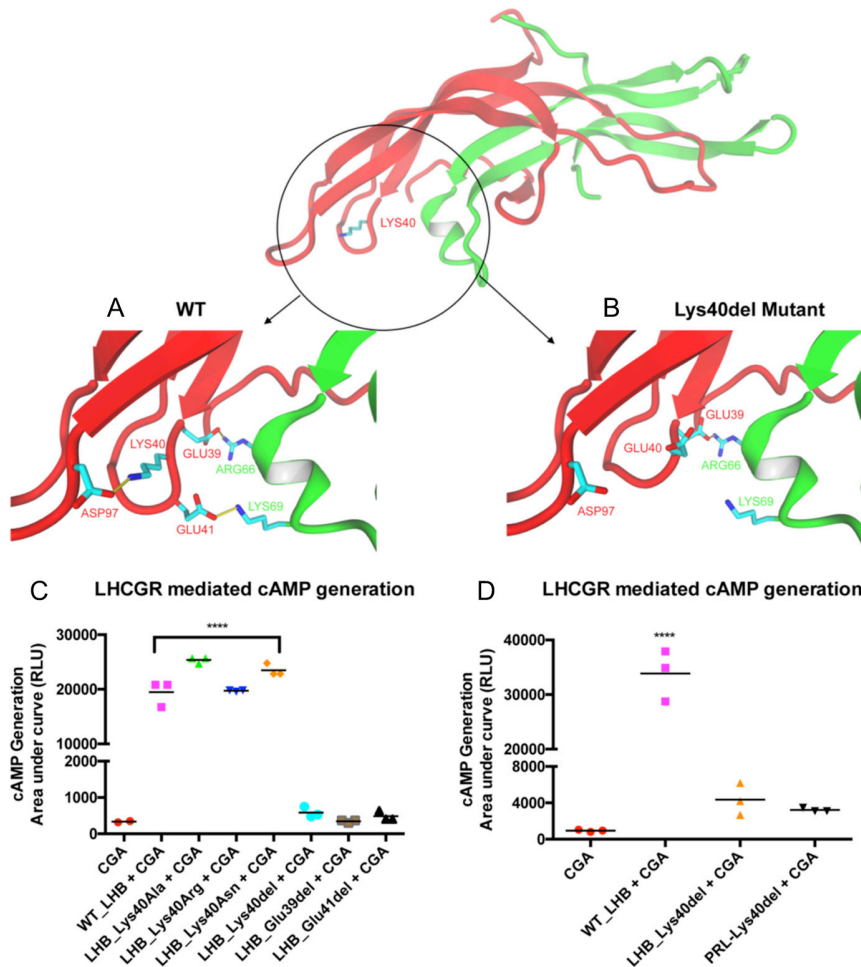 LYS40
A
WT
B
Lys40del Mutant
LYS40
GLU39
ARG66
ASP97
GLU41
LYS69
GLU39
GLU40
ARG66
LYS69
ASP97
C
LHCGR mediated cAMP generation
D
LHCGR mediated cAMP generation
cAMP Generation
Area under curve (RLU)
30000
20000
10000
2000
1000
0
****
CGA
WT_LHB + CGA
LHB_Lys40Ala + CGA
LHB_Lys40Arg + CGA
LHB_Lys40Asn + CGA
LHB_Lys40del + CGA
LHB_Glu39del + CGA
LHB_Glu41del + CGA
cAMP Generation
Area under curve (RLU)
40000
30000
20000
8000
4000
0
****
CGA
WT_LHB + CGA
LHB_Lys40del + CGA
PRL-Lys40del + CGA